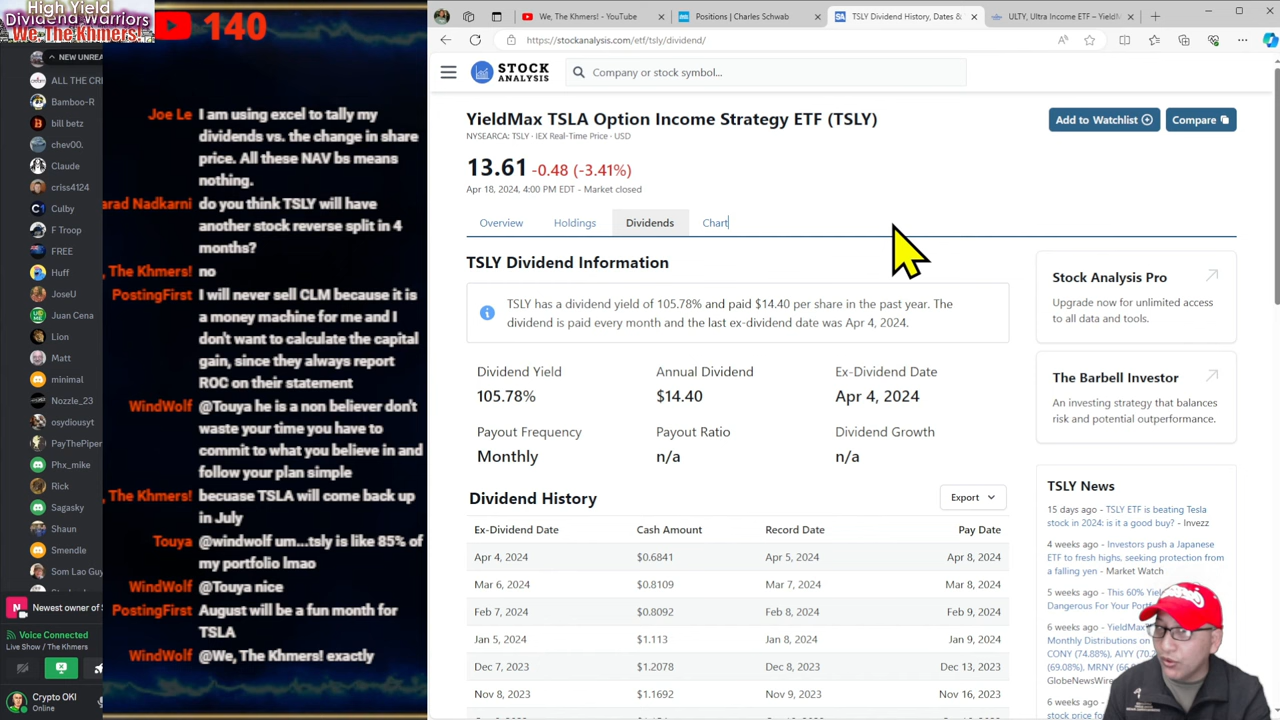 High Yield
Dividend Warriors
We, The Khmers!
140
NEW UNREA
ALL THE CRE
Bamboo-R
bill betz
chev00.
Claude
criss4124
Culby
F Troop
FREE
Huff
JoseU
Juan Cena
Lion
Matt
minimal
Nozzle_23
osydiousyt
PayThePiper
Phx_mike
Rick
Sagasky
Shaun
Smendle
Som Lao Guy
Newest owner of S
Voice Connected
Live Show / The Khmers
Crypto OKI
Online
Joe Le I am using excel to tally my
dividends vs. the change in share
price. All these NAV bs means
nothing.
arad Nadkarni do you think TSLY will have
another stock reverse split in 4
months?
, The Khmers! no
PostingFirst I will never sell CLM because it is
a money machine for me and I
don't want to calculate the capital
gain, since they always report
ROC on their statement
WindWolf @Touya he is a non believer don't
waste your time you have to
commit to what you believe in and
follow your plan simple
, The Khmers! becuase TSLA will come back up
in July
Touya @windwolf um...tsly is like 85% of
my portfolio lmao
WindWolf @Touya nice
PostingFirst August will be a fun month for
TSLA
WindWolf @We, The Khmers! exactly
We, The Khmers! - YouTube
Positions | Charles Schwab
TSLY Dividend History, Dates &
ULTY, Ultra Income ETF – YieldM
https://stockanalysis.com/etf/tsly/dividend/
STOCK
ANALYSIS
Company or stock symbol...
YieldMax TSLA Option Income Strategy ETF (TSLY)
NYSEARCA: TSLY · IEX Real-Time Price · USD
Add to Watchlist
Compare
13.61 -0.48 (-3.41%)
Apr 18, 2024, 4:00 PM EDT - Market closed
Overview Holdings Dividends Chart
TSLY Dividend Information
TSLY has a dividend yield of 105.78% and paid $14.40 per share in the past year. The
dividend is paid every month and the last ex-dividend date was Apr 4, 2024.
Dividend Yield Annual Dividend Ex-Dividend Date
105.78% $14.40 Apr 4, 2024
Payout Frequency Payout Ratio Dividend Growth
Monthly n/a n/a
Dividend History
Export
Ex-Dividend Date Cash Amount Record Date Pay Date
Apr 4, 2024 $0.6841 Apr 5, 2024 Apr 8, 2024
Mar 6, 2024 $0.8109 Mar 7, 2024 Mar 8, 2024
Feb 7, 2024 $0.8092 Feb 8, 2024 Feb 9, 2024
Jan 5, 2024 $1.113 Jan 8, 2024 Jan 9, 2024
Dec 7, 2023 $1.2078 Dec 8, 2023 Dec 13, 2023
Nov 8, 2023 $1.1692 Nov 9, 2023 Nov 16, 2023
Stock Analysis Pro
Upgrade now for unlimited access
to all data and tools.
The Barbell Investor
An investing strategy that balances
risk and potential outperformance.
TSLY News
15 days ago - TSLY ETF is beating Tesla
stock in 2024: is it a good buy? - Invezz
4 weeks ago - Investors push a Japanese
ETF to fresh highs, seeking protection
from a falling yen - Market Watch
5 weeks ago - This 60% Yiel
Dangerous For Your Portf
6 weeks ago - YieldMax
Monthly Distributions on
CONY (74.88%), AIYY (70.2
(69.08%), MRNY (66.
GlobeNewsWire
6 weeks ago
stock price fo